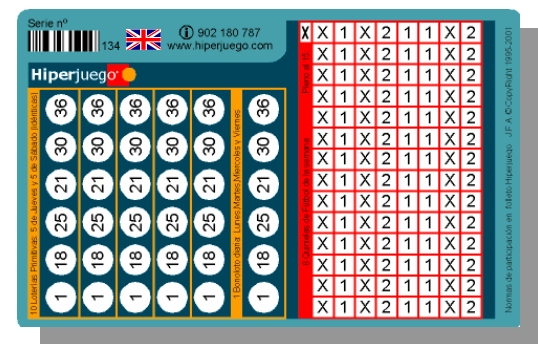 Serie nº
134
902 180 787
www.hiperjuego.com
Hiperjuego
10 Loterías Primitivas: 5 de Jueves y 5 de Sábado (idénticas)
36 36 36 36 36
30 30 30 30 30
21 21 21 21 21
25 25 25 25 25
18 18 18 18 18
1 1 1 1 1
1 Bonoloto diaria: Lunes, Martes, Miercoles y Viernes
36
30
21
25
18
1
Pleno al 15
Quinielas de Fútbol de la semana
X X 1 X 2 1 1 X 2
X 1 X 2 1 1 X 2
X 1 X 2 1 1 X 2
X 1 X 2 1 1 X 2
X 1 X 2 1 1 X 2
X 1 X 2 1 1 X 2
X 1 X 2 1 1 X 2
X 1 X 2 1 1 X 2
X 1 X 2 1 1 X 2
X 1 X 2 1 1 X 2
X 1 X 2 1 1 X 2
X 1 X 2 1 1 X 2
X 1 X 2 1 1 X 2
X 1 X 2 1 1 X 2
Normas de participación en folleto Hiperjuego J.F.A. ©CopyRight 1995-2001